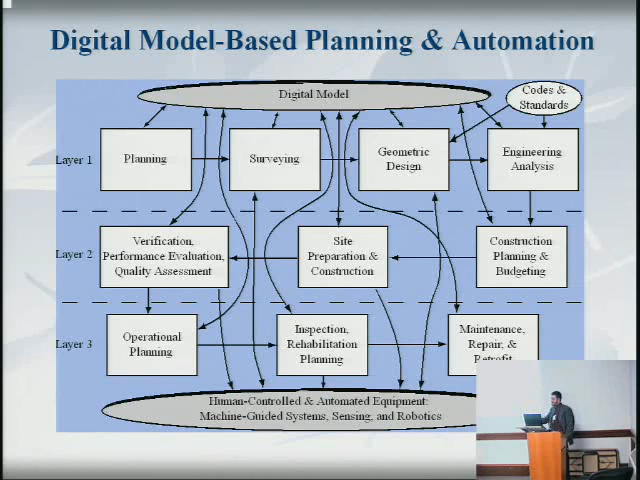 Digital Model-Based Planning & Automation
Digital Model
Codes &
Standards
Layer 1
Planning
Surveying
Geometric
Design
Engineering
Analysis
Layer 2
Verification,
Performance Evaluation,
Quality Assessment
Site
Preparation &
Construction
Construction
Planning &
Budgeting
Layer 3
Operational
Planning
Inspection,
Rehabilitation
Planning
Maintenance,
Repair, &
Retrofit
Human-Controlled & Automated Equipment:
Machine-Guided Systems, Sensing, and Robotics